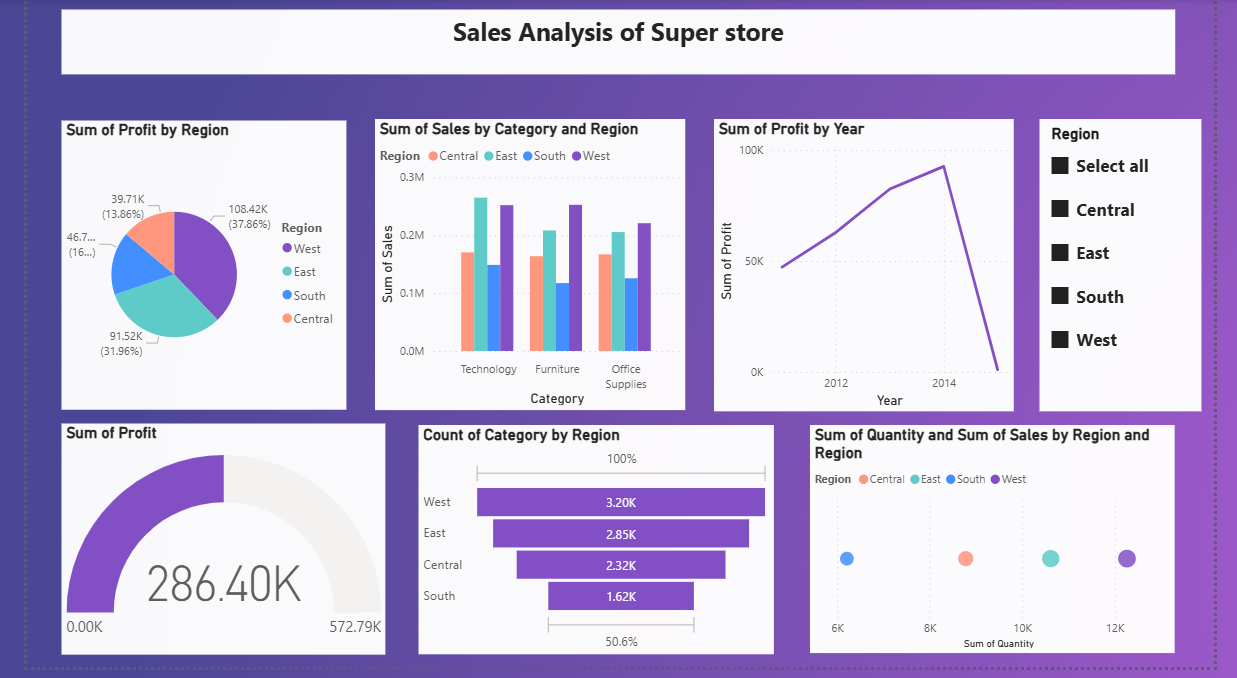 Sales Analysis of Super store
Sum of Profit by Region
39.71K
(13.86%)
108.42K
(37.86%)
46.7...
(16...)
91.52K
(31.96%)
Region
West
East
South
Central
Sum of Sales by Category and Region
Region Central East South West
0.3M
0.2M
0.1M
0.0M
Sum of Sales
Technology Furniture Office
Supplies
Category
Sum of Profit by Year
100K
50K
0K
Sum of Profit
2012 2014
Year
Region
Select all
Central
East
South
West
Sum of Profit
286.40K
0.00K 572.79K
Count of Category by Region
100%
West 3.20K
East 2.85K
Central 2.32K
South 1.62K
50.6%
Sum of Quantity and Sum of Sales by Region and
Region
Region Central East South West
6K 8K 10K 12K
Sum of Quantity